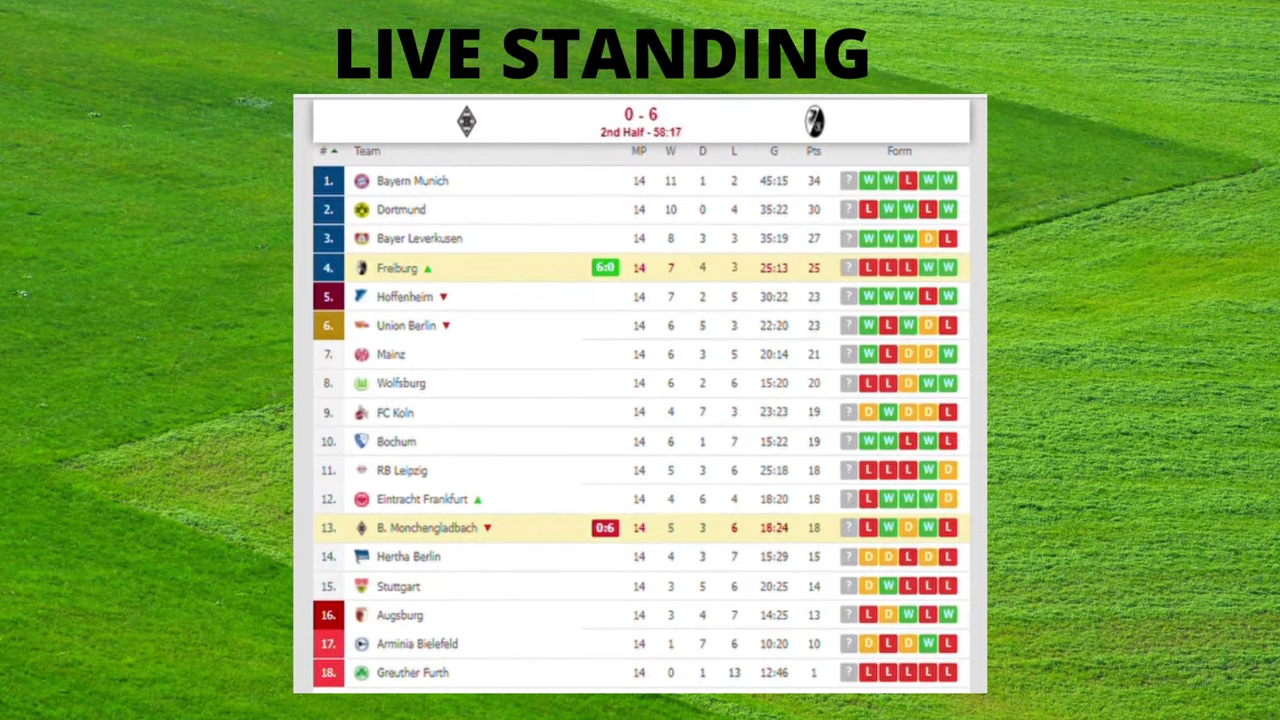 LIVE STANDING
0 - 6
2nd Half - 58:17
# Team MP W D L G Pts Form
1. Bayern Munich 14 11 1 2 45:15 34 ? W W L W W
2. Dortmund 14 10 0 4 35:22 30 ? L W W L W
3. Bayer Leverkusen 14 8 3 3 35:19 27 ? W W W D L
4. Freiburg 6:0 14 7 4 3 25:13 25 ? L L L W W
5. Hoffenheim 14 7 2 5 30:22 23 ? W W W L W
6. Union Berlin 14 6 5 3 22:20 23 ? W L W D L
7. Mainz 14 6 3 5 20:14 21 ? W L D D W
8. Wolfsburg 14 6 2 6 15:20 20 ? L L D W W
9. FC Koln 14 4 7 3 23:23 19 ? D W D D L
10. Bochum 14 6 1 7 15:22 19 ? W W L W L
11. RB Leipzig 14 5 3 6 25:18 18 ? L L L W D
12. Eintracht Frankfurt 14 4 6 4 18:20 18 ? L W W W D
13. B. Monchengladbach 0:6 14 5 3 6 18:24 18 ? L W D W L
14. Hertha Berlin 14 4 3 7 15:29 15 ? D D L D L
15. Stuttgart 14 3 5 6 20:25 14 ? D W L L L
16. Augsburg 14 3 4 7 14:25 13 ? L D W L W
17. Arminia Bielefeld 14 1 7 6 10:20 10 ? D L D W L
18. Greuther Furth 14 0 1 13 12:46 1 ? L L L L L